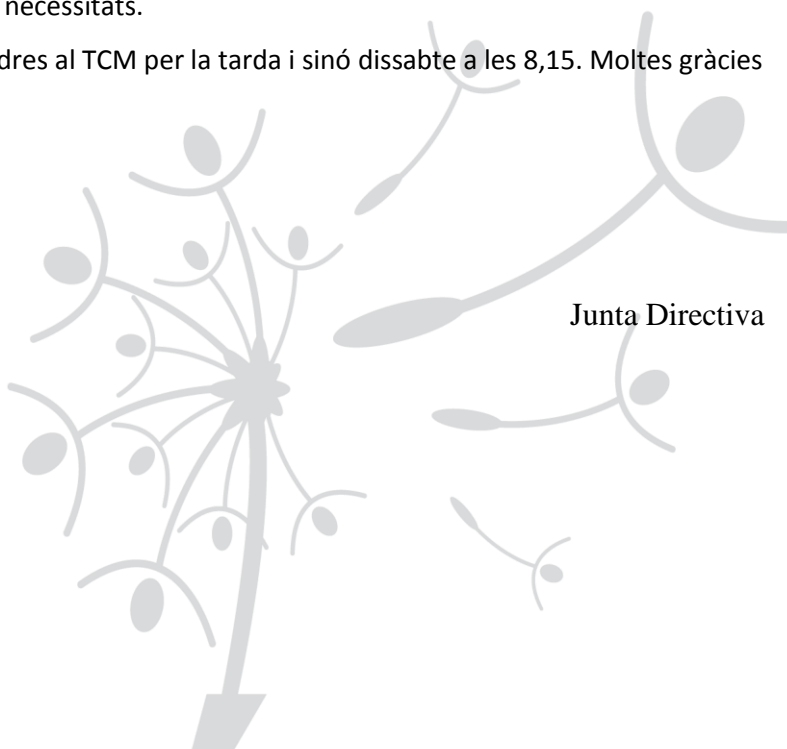 necessitats.
dres al TCM per la tarda i sinó dissabte a les 8,15. Moltes gràcies
Junta Directiva